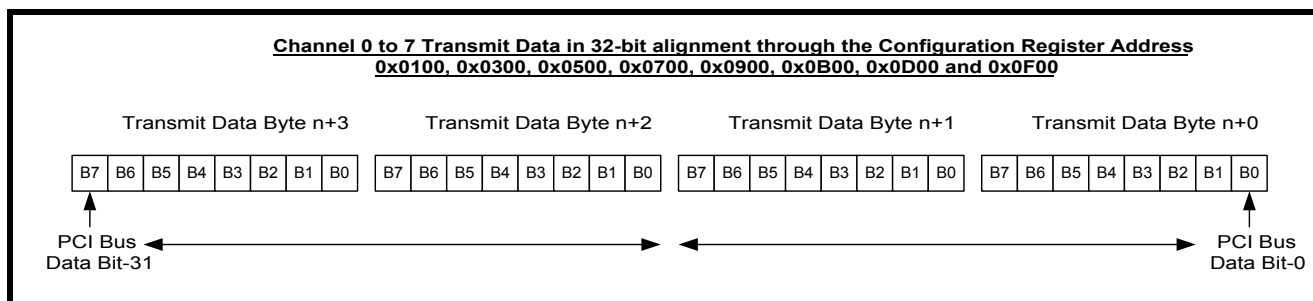 Channel 0 to 7 Transmit Data in 32-bit alignment through the Configuration Register Address
0x0100, 0x0300, 0x0500, 0x0700, 0x0900, 0x0B00, 0x0D00 and 0x0F00
Transmit Data Byte n+3 Transmit Data Byte n+2 Transmit Data Byte n+1 Transmit Data Byte n+0
B7 B6 B5 B4 B3 B2 B1 B0 B7 B6 B5 B4 B3 B2 B1 B0 B7 B6 B5 B4 B3 B2 B1 B0 B7 B6 B5 B4 B3 B2 B1 B0
PCI Bus
Data Bit-31
PCI Bus
Data Bit-0